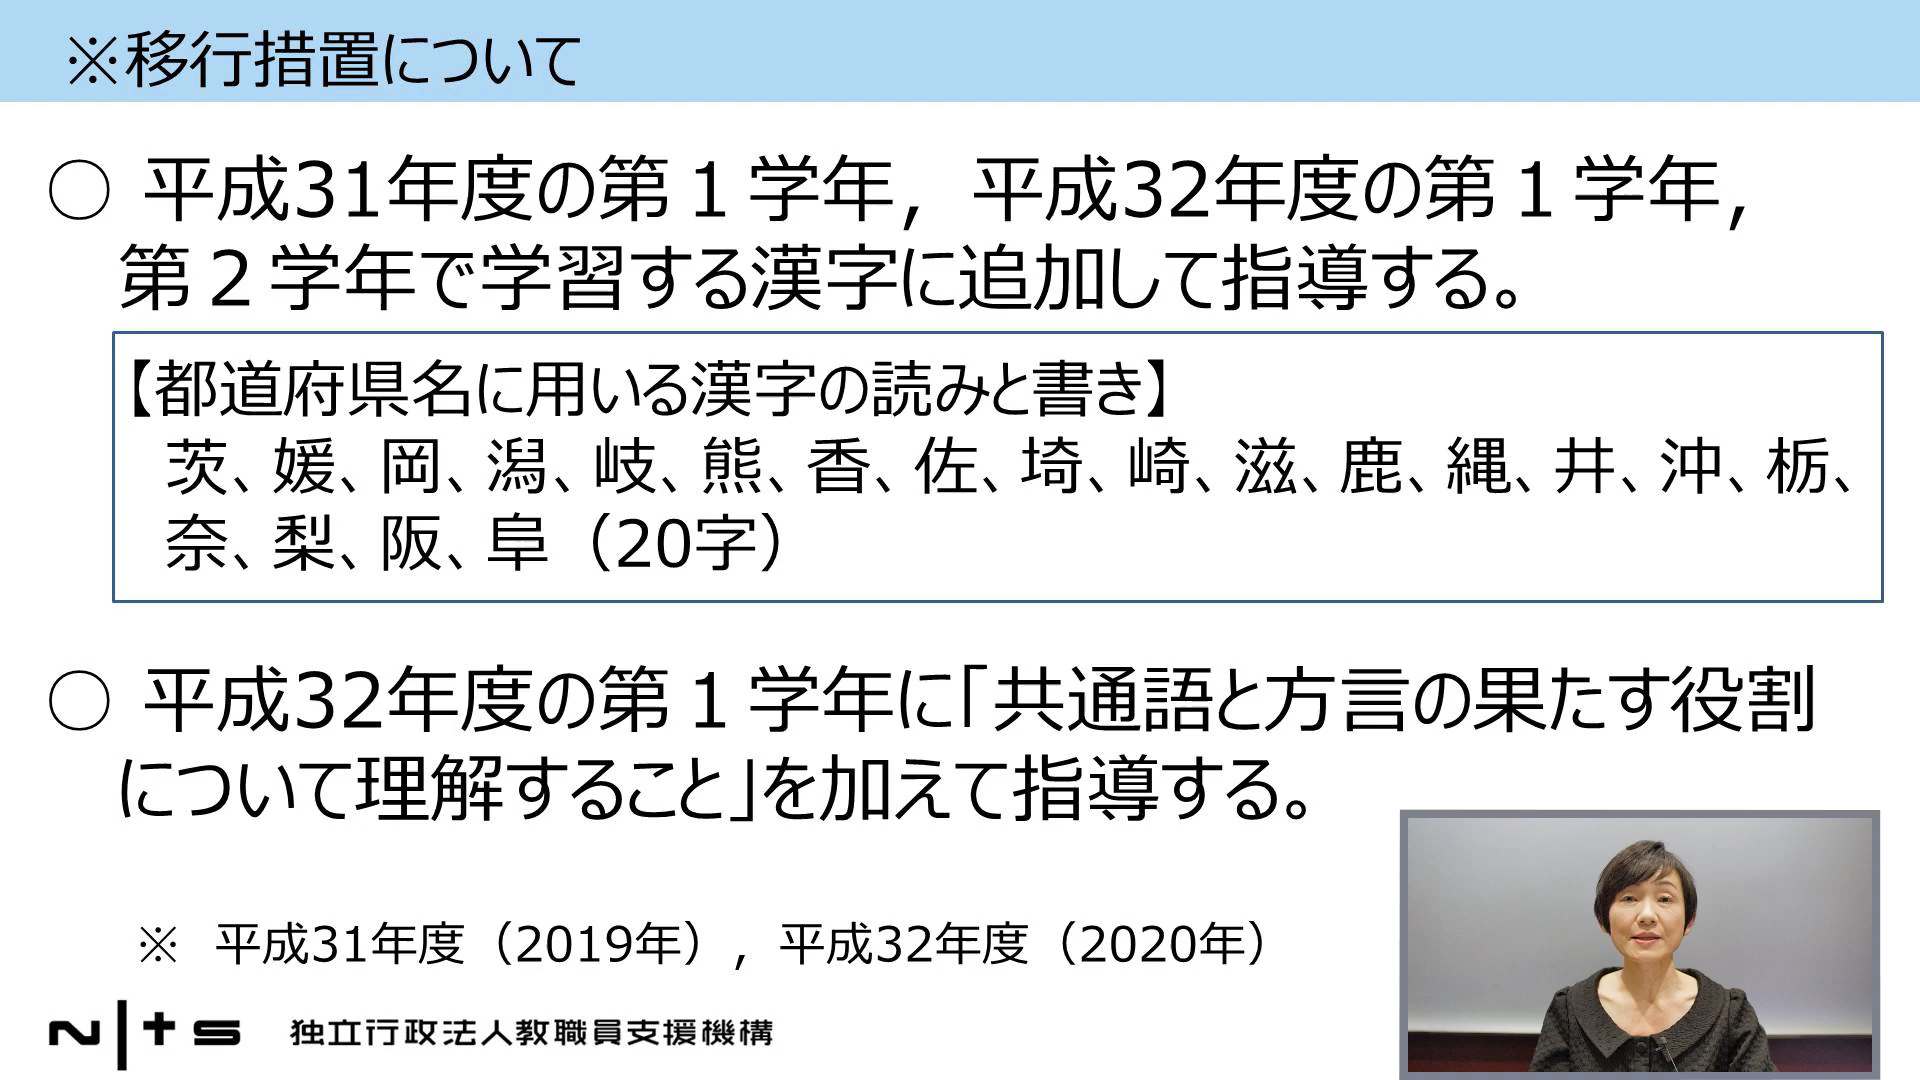 ※移行措置について
○ 平成31年度の第１学年，平成32年度の第１学年，
第２学年で学習する漢字に追加して指導する。
【都道府県名に用いる漢字の読みと書き】
茨、媛、岡、潟、岐、熊、香、佐、埼、崎、滋、鹿、縄、井、沖、栃、
奈、梨、阪、阜（20字）
○ 平成32年度の第１学年に「共通語と方言の果たす役割
について理解すること」を加えて指導する。
※　平成31年度（2019年），平成32年度（2020年）
N|+S 独立行政法人教職員支援機構